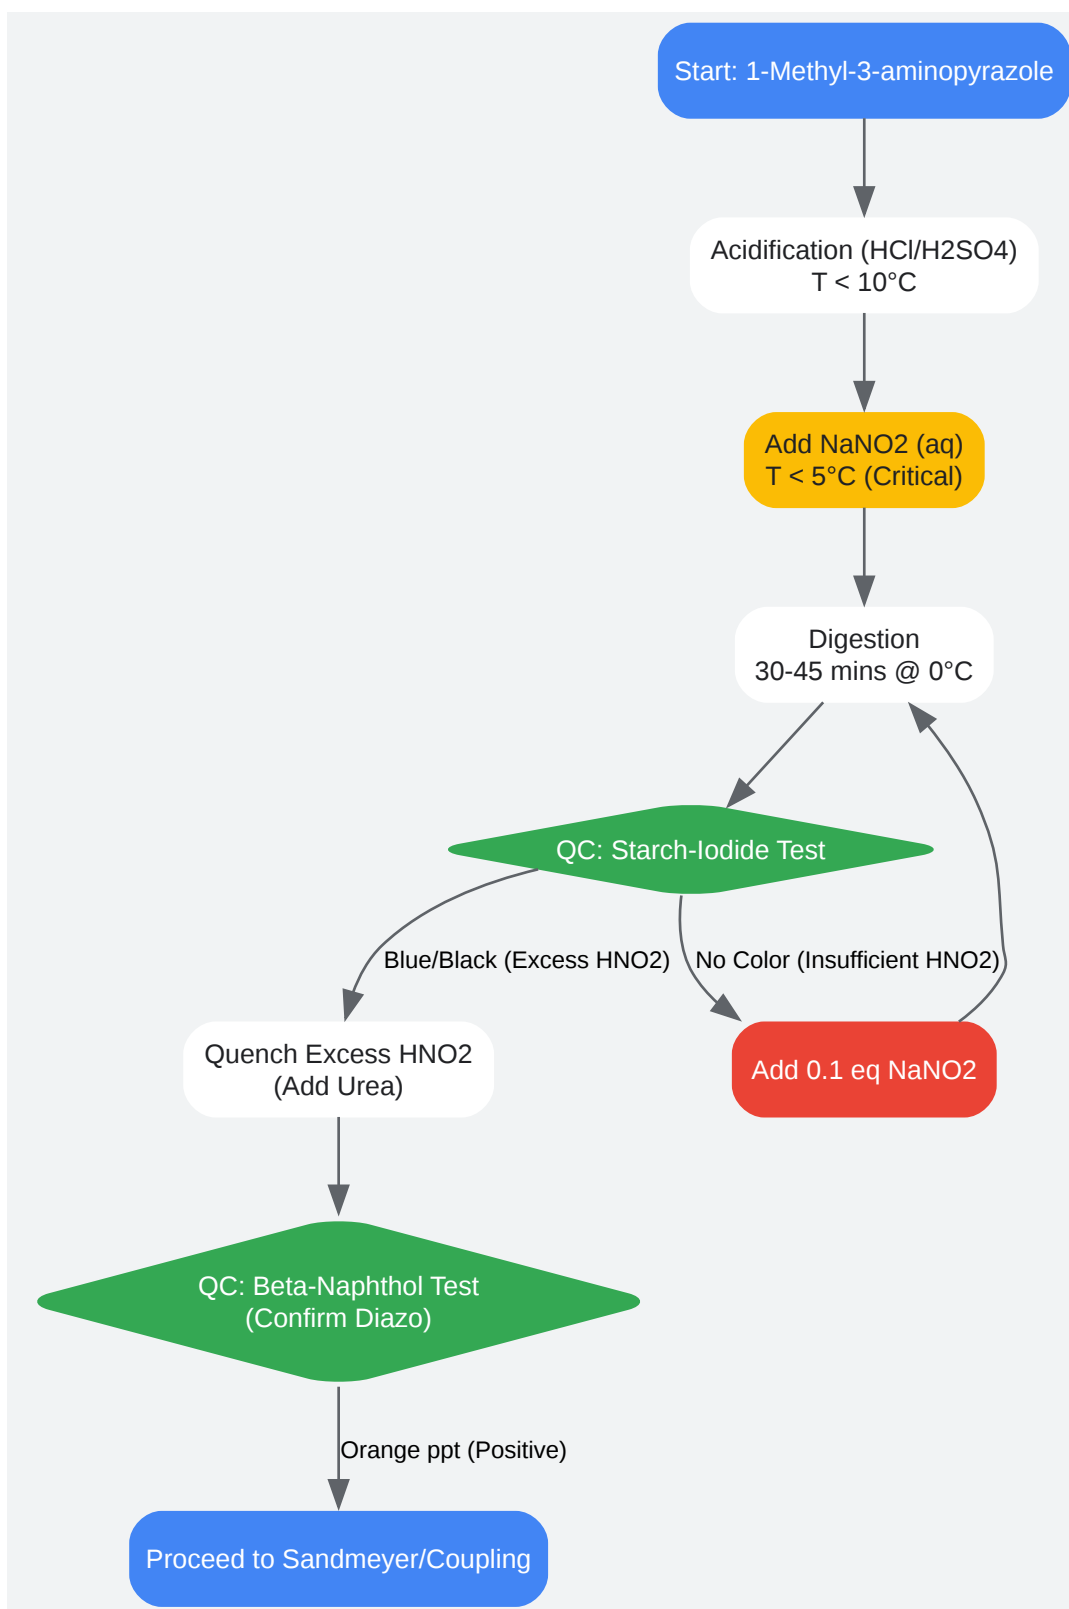 Start: 1-Methyl-3-aminopyrazole
Acidification (HCl/H2SO4)
T < 10°C
Add NaNO2 (aq)
T < 5°C (Critical)
Digestion
30-45 mins @ 0°C
QC: Starch-Iodide Test
Blue/Black (Excess HNO2)
No Color (Insufficient HNO2)
Quench Excess HNO2
(Add Urea)
Add 0.1 eq NaNO2
QC: Beta-Naphthol Test
(Confirm Diazo)
Orange ppt (Positive)
Proceed to Sandmeyer/Coupling